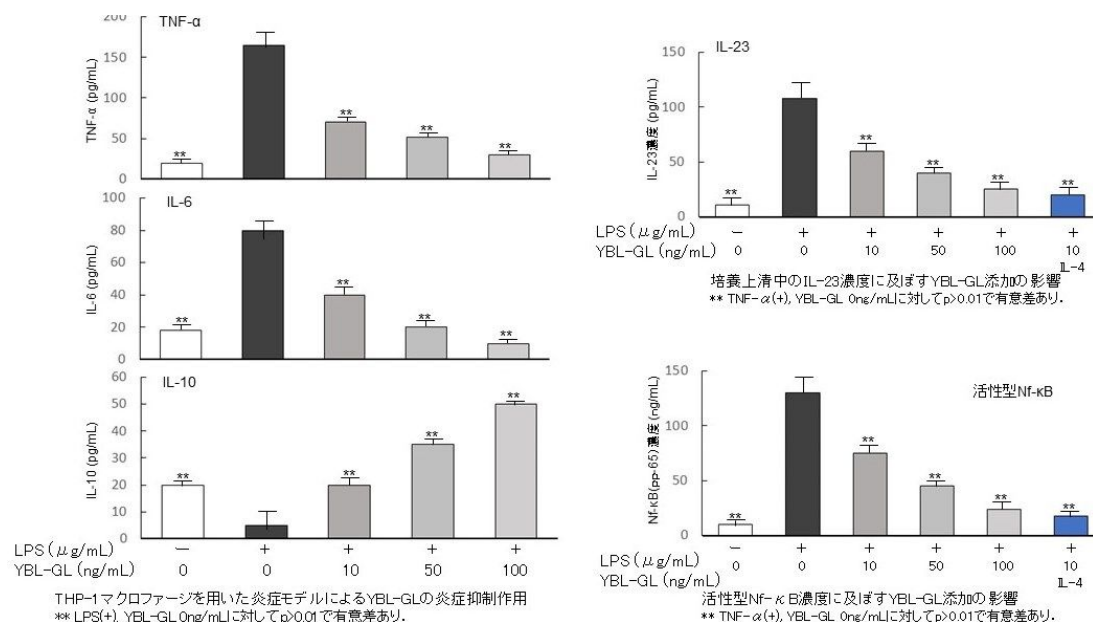 TNF-α
TNF-α (pg/mL)
200
150
100
50
0
** ** ** **
IL-6
IL-6 (pg/mL)
100
80
60
40
20
0
** ** ** **
IL-10
IL-10 (pg/mL)
60
50
40
30
20
10
0
** ** ** **
LPS(μg/mL) － + + + +
YBL-GL (ng/mL) 0 0 10 50 100
THP-1マクロファージを用いた炎症モデルによるYBL-GLの炎症抑制作用
** LPS(+), YBL-GL 0ng/mLに対してp>0.01で有意差あり.
IL-23
IL-23濃度(pg/mL)
150
100
50
0
** ** ** ** **
LPS(μg/mL) － + + + + +
YBL-GL (ng/mL) 0 0 10 50 100 10
IL-4
培養上清中のIL-23濃度に及ぼすYBL-GL添加の影響
** TNF-α(+), YBL-GL 0ng/mLに対してp>0.01で有意差あり.
活性型Nf-κB
Nf-κB(pp-65)濃度(ng/mL)
150
100
50
0
** ** ** ** **
LPS(μg/mL) － + + + + +
YBL-GL (ng/mL) 0 0 10 50 100 10
IL-4
活性型Nf-κB濃度に及ぼすYBL-GL添加の影響
** TNF-α(+), YBL-GL 0ng/mLに対してp>0.01で有意差あり.